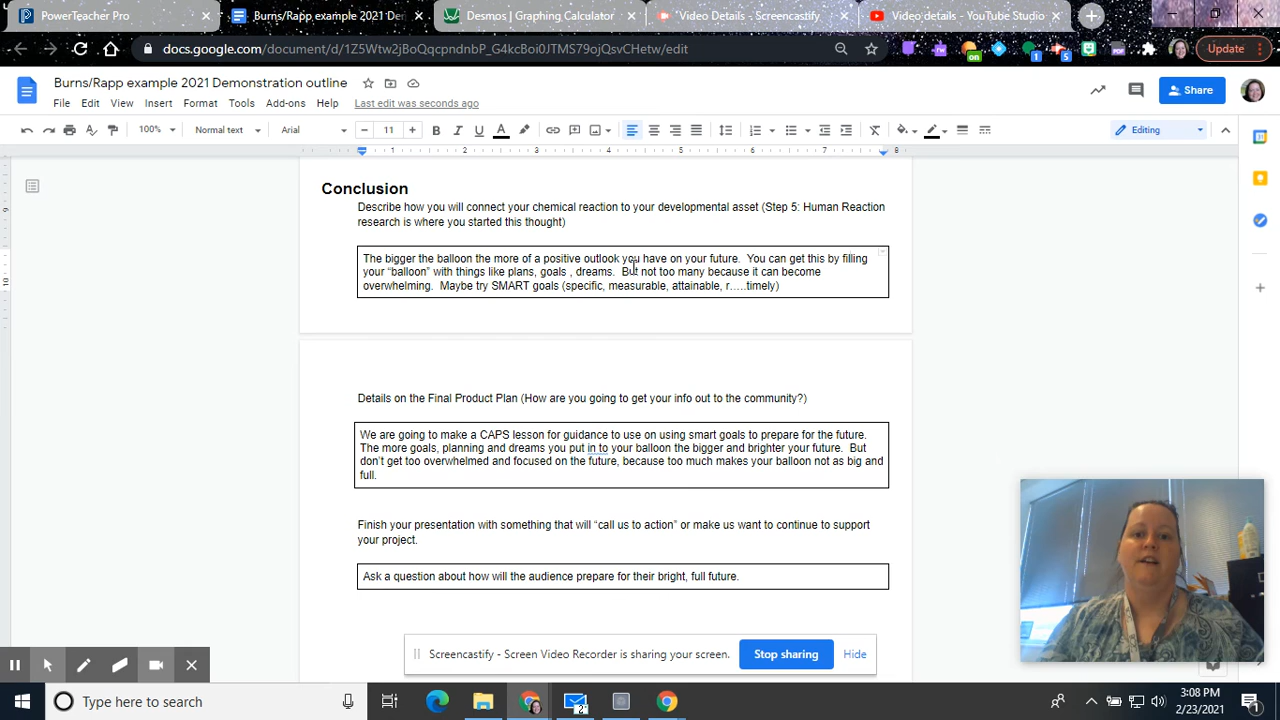 PowerTeacher Pro
Burns/Rapp example 2021 De
Desmos | Graphing Calculator
Video Details - Screencastify
Video details - YouTube Studio
docs.google.com/document/d/1Z5Wtw2jBoQqcpndnbP_G4kcBoi0JTMS79ojQsvCHetw/edit
Update
Burns/Rapp example 2021 Demonstration outline
Share
File Edit View Insert Format Tools Add-ons Help Last edit was seconds ago
100% Normal text Arial 11 B I U A Editing
1 2 3 4 5 6 7 8
Conclusion
Describe how you will connect your chemical reaction to your developmental asset (Step 5: Human Reaction
research is where you started this thought)
The bigger the balloon the more of a positive outlook you have on your future. You can get this by filling
your “balloon” with things like plans, goals , dreams. But not too many because it can become
overwhelming. Maybe try SMART goals (specific, measurable, attainable, r…..timely)
Details on the Final Product Plan (How are you going to get your info out to the community?)
We are going to make a CAPS lesson for guidance to use on using smart goals to prepare for the future.
The more goals, planning and dreams you put in to your balloon the bigger and brighter your future. But
don’t get too overwhelmed and focused on the future, because too much makes your balloon not as big and
full.
Finish your presentation with something that will “call us to action” or make us want to continue to support
your project.
Ask a question about how will the audience prepare for their bright, full future.
Screencastify - Screen Video Recorder is sharing your screen. Stop sharing Hide
Type here to search
3:08 PM
2/23/2021